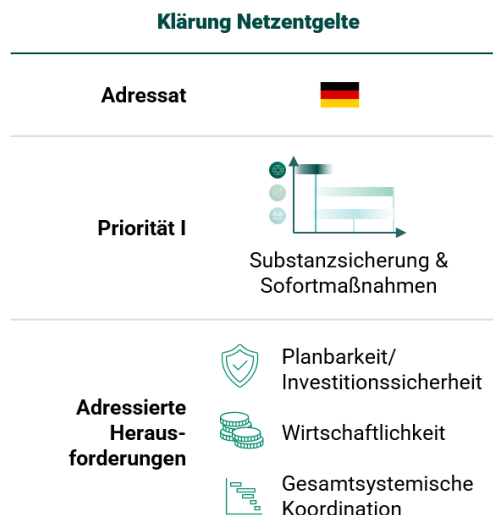 Klärung Netzentgelte
Adressat
Priorität I
Substanzsicherung &
Sofortmaßnahmen
Adressierte
Heraus-
forderungen
Planbarkeit/
Investitionssicherheit
Wirtschaftlichkeit
Gesamtsystemische
Koordination